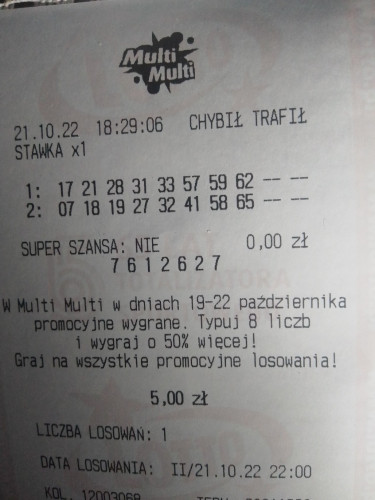 Multi
Multi
21.10.22 18:29:06 CHYBIŁ TRAFIŁ
STAWKA x1
1: 17 21 28 31 33 57 59 62 -- --
2: 07 18 19 27 32 41 58 65 -- --
SUPER SZANSA: NIE 0,00 zł
7 6 1 2 6 2 7
W Multi Multi w dniach 19-22 października
promocyjne wygrane. Typuj 8 liczb
i wygraj o 50% więcej!
Graj na wszystkie promocyjne losowania!
5,00 zł
LICZBA LOSOWAŃ: 1
DATA LOSOWANIA: II/21.10.22 22:00
KOL. 12003068